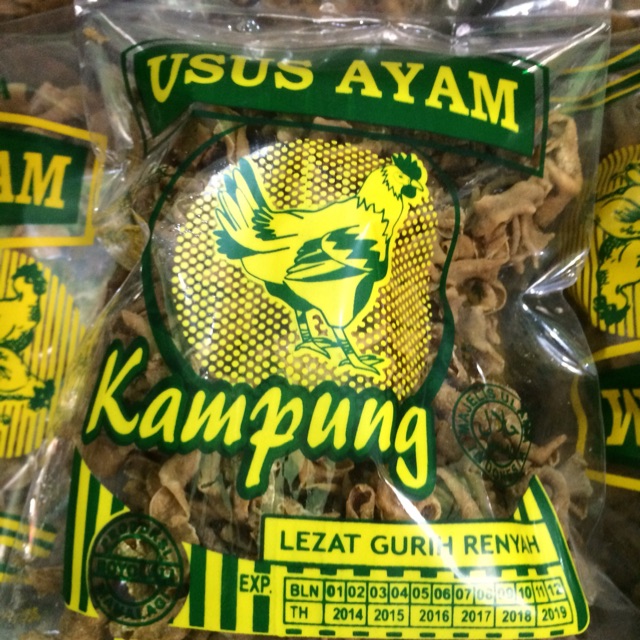 USUS AYAM
AM
Kampung
LEZAT GURIH RENYAH
EXP.
BLN 01 02 03 04 05 06 07 08 09 10 11 12
TH 2014 2015 2016 2017 2018 2019